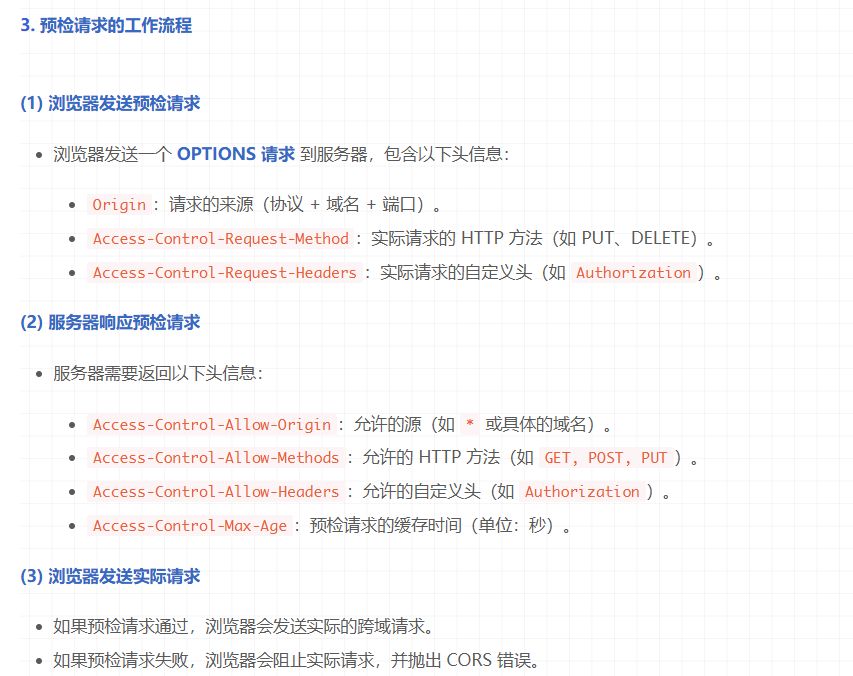 3. 预检请求的工作流程
(1) 浏览器发送预检请求
• 浏览器发送一个 OPTIONS 请求 到服务器，包含以下头信息：
• Origin ：请求的来源（协议 + 域名 + 端口）。
• Access-Control-Request-Method ：实际请求的 HTTP 方法（如 PUT、DELETE）。
• Access-Control-Request-Headers ：实际请求的自定义头（如 Authorization ）。
(2) 服务器响应预检请求
• 服务器需要返回以下头信息：
• Access-Control-Allow-Origin ：允许的源（如 * 或具体的域名）。
• Access-Control-Allow-Methods ：允许的 HTTP 方法（如 GET, POST, PUT ）。
• Access-Control-Allow-Headers ：允许的自定义头（如 Authorization ）。
• Access-Control-Max-Age ：预检请求的缓存时间（单位：秒）。
(3) 浏览器发送实际请求
• 如果预检请求通过，浏览器会发送实际的跨域请求。
• 如果预检请求失败，浏览器会阻止实际请求，并抛出 CORS 错误。